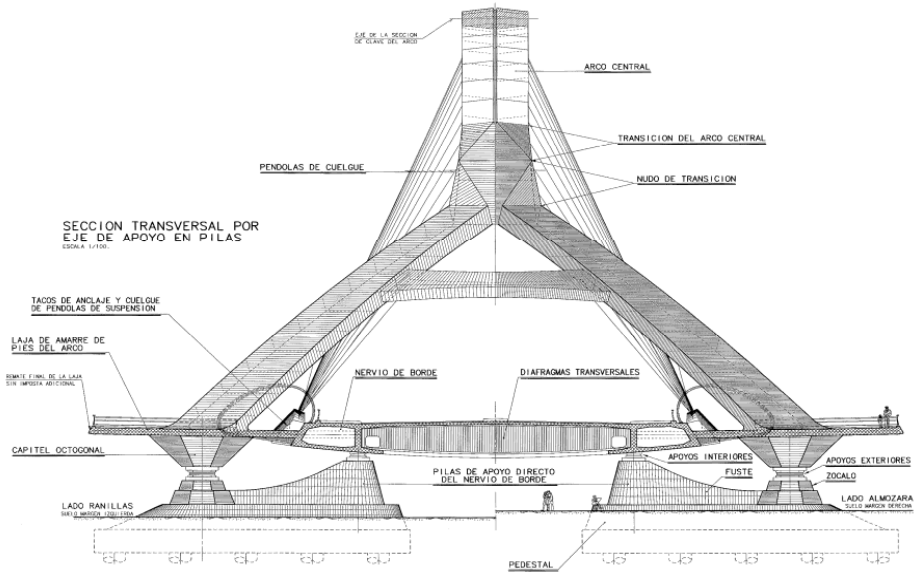 EJE DE LA SECCION
DE CLAVE DEL ARCO
ARCO CENTRAL
TRANSICION DEL ARCO CENTRAL
PENDOLAS DE CUELGUE
NUDO DE TRANSICION
SECCION TRANSVERSAL POR
EJE DE APOYO EN PILAS
ESCALA 1/100.
TACOS DE ANCLAJE Y CUELGUE
DE PENDOLAS DE SUSPENSION
LAJA DE AMARRE DE
PIES DEL ARCO
REMATE FINAL DE LA LAJA
SIN IMPOSTA ADICIONAL
NERVIO DE BORDE
DIAFRAGMAS TRANSVERSALES
CAPITEL OCTOGONAL
APOYOS INTERIORES
APOYOS EXTERIORES
PILAS DE APOYO DIRECTO
DEL NERVIO DE BORDE
FUSTE
ZOCALO
LADO RANILLAS
SUELO MARGEN IZQUIERDA
LADO ALMOZARA
SUELO MARGEN DERECHA
PEDESTAL